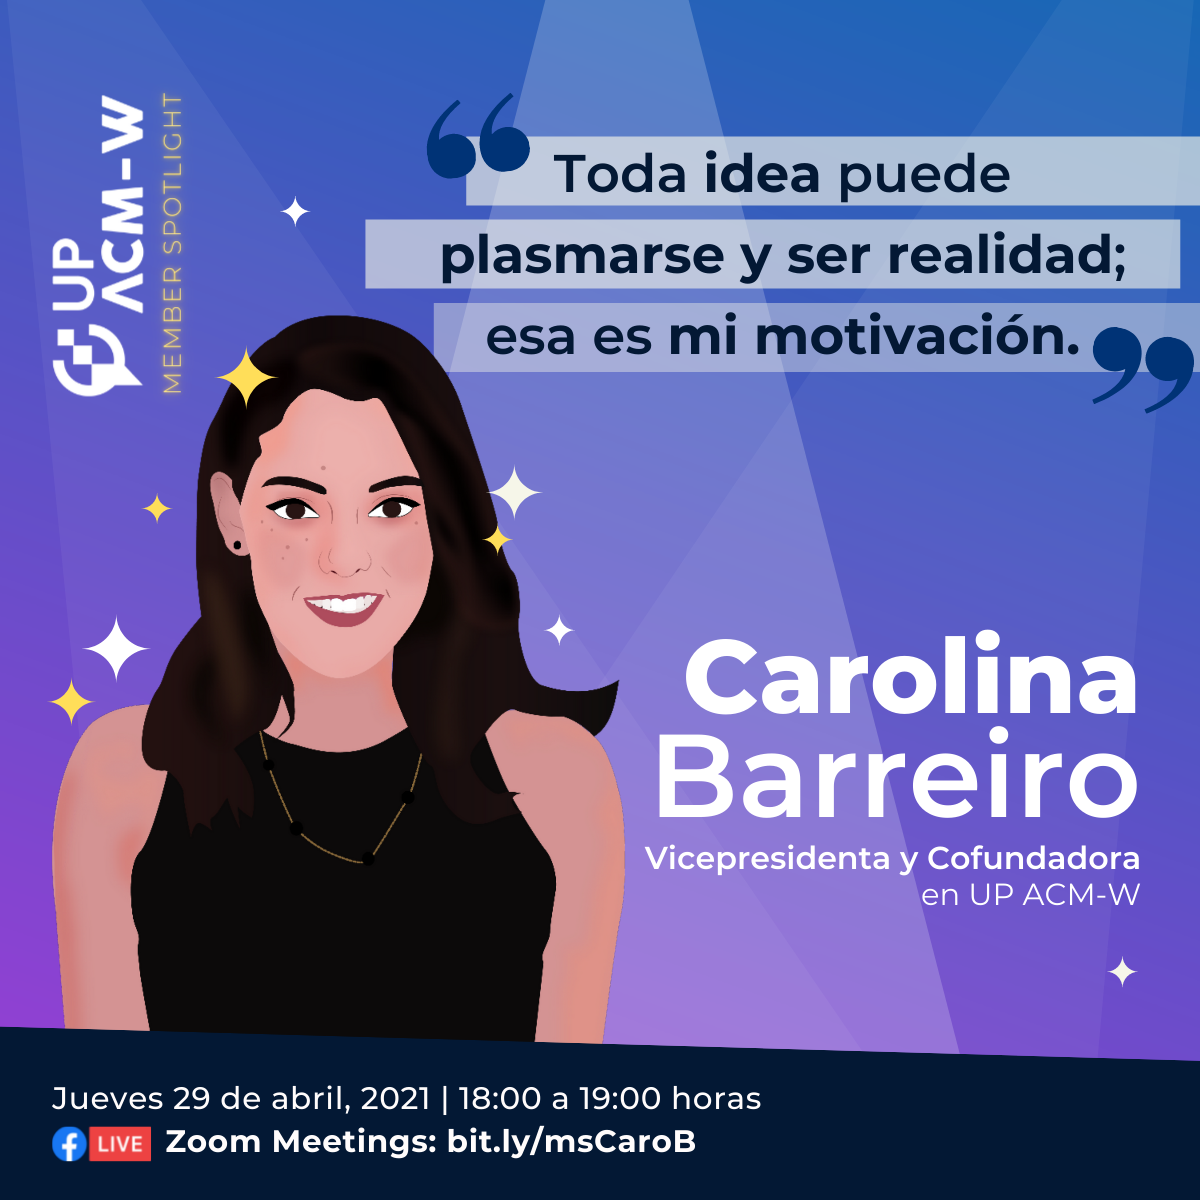 UP
ACM-W
MEMBER SPOTLIGHT
“Toda idea puede
plasmarse y ser realidad;
esa es mi motivación.”
Carolina
Barreiro
Vicepresidenta y Cofundadora
en UP ACM-W
Jueves 29 de abril, 2021 | 18:00 a 19:00 horas
f LIVE Zoom Meetings: bit.ly/msCaroB